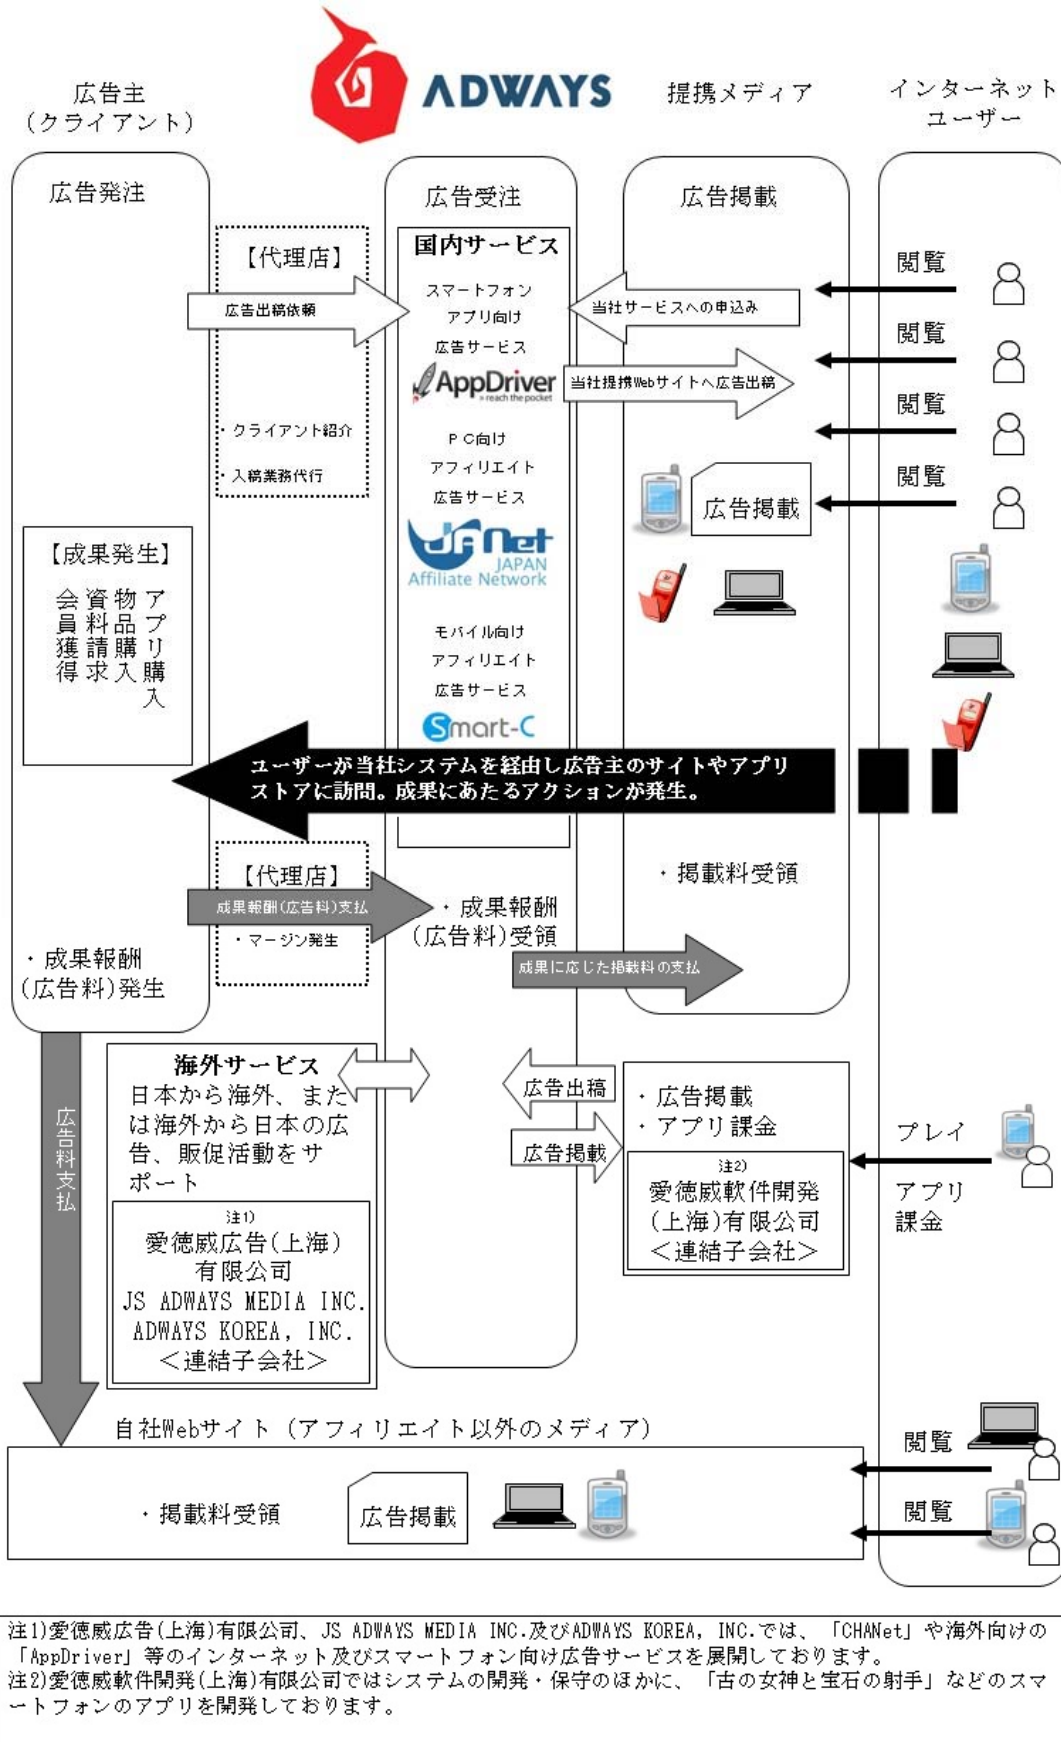 広告主
(クライアント)
ADWAYS
提携メディア
インターネット
ユーザー
広告発注
【代理店】
広告出稿依頼
・クライアント紹介
・入稿業務代行
広告受注
国内サービス
スマートフォン
アプリ向け
広告サービス
AppDriver
reach the pocket
PC向け
アフィリエイト
広告サービス
JANet
JAPAN
Affiliate Network
モバイル向け
アフィリエイト
広告サービス
Smart-C
広告掲載
当社サービスへの申込み
当社提携Webサイトへ広告出稿
広告掲載
閲覧
閲覧
閲覧
閲覧
【成果発生】
アプリ購入
物品購入
資料請求
会員獲得
ユーザーが当社システムを経由し広告主のサイトやアプリ
ストアに訪問。成果にあたるアクションが発生。
【代理店】
成果報酬(広告料)支払
・マージン発生
・成果報酬
(広告料)発生
・成果報酬
(広告料)受領
・掲載料受領
成果に応じた掲載料の支払
広告料支払
海外サービス
日本から海外、また
は海外から日本の広
告、販促活動をサ
ポート
注1)
愛徳威広告(上海)
有限公司
JS ADWAYS MEDIA INC.
ADWAYS KOREA, INC.
<連結子会社>
広告出稿
広告掲載
・広告掲載
・アプリ課金
注2)
愛徳威軟件開発
(上海)有限公司
<連結子会社>
プレイ
アプリ
課金
自社Webサイト(アフィリエイト以外のメディア)
・掲載料受領
広告掲載
閲覧
閲覧
注1)愛徳威広告(上海)有限公司、JS ADWAYS MEDIA INC.及びADWAYS KOREA, INC.では、「CHANet」や海外向けの
「AppDriver」等のインターネット及びスマートフォン向け広告サービスを展開しております。
注2)愛徳威軟件開発(上海)有限公司ではシステムの開発・保守のほかに、「古の女神と宝石の射手」などのスマ
ートフォンのアプリを開発しております。